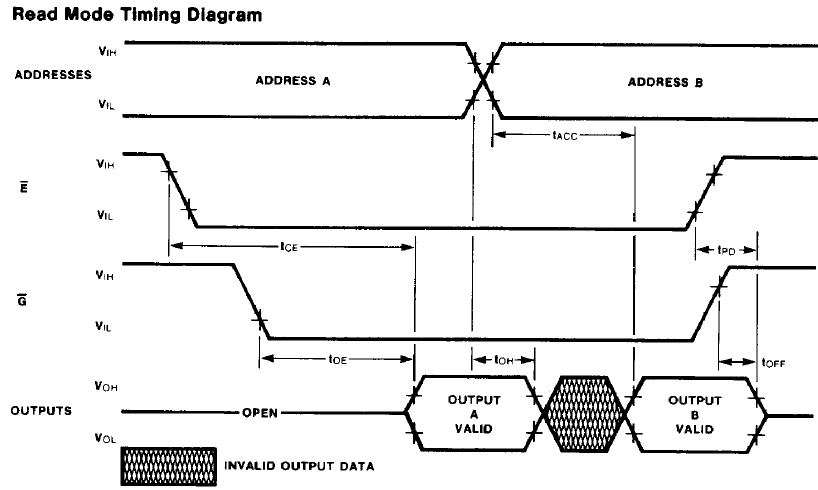 Read Mode Timing Diagram
VIH
ADDRESSES
ADDRESS A
ADDRESS B
VIL
tACC
VIH
E̅
VIL
tCE
tPD
VIH
G̅
VIL
tOE
tOH
tOFF
VOH
OUTPUTS
OPEN
OUTPUT
A
VALID
OUTPUT
B
VALID
VOL
INVALID OUTPUT DATA